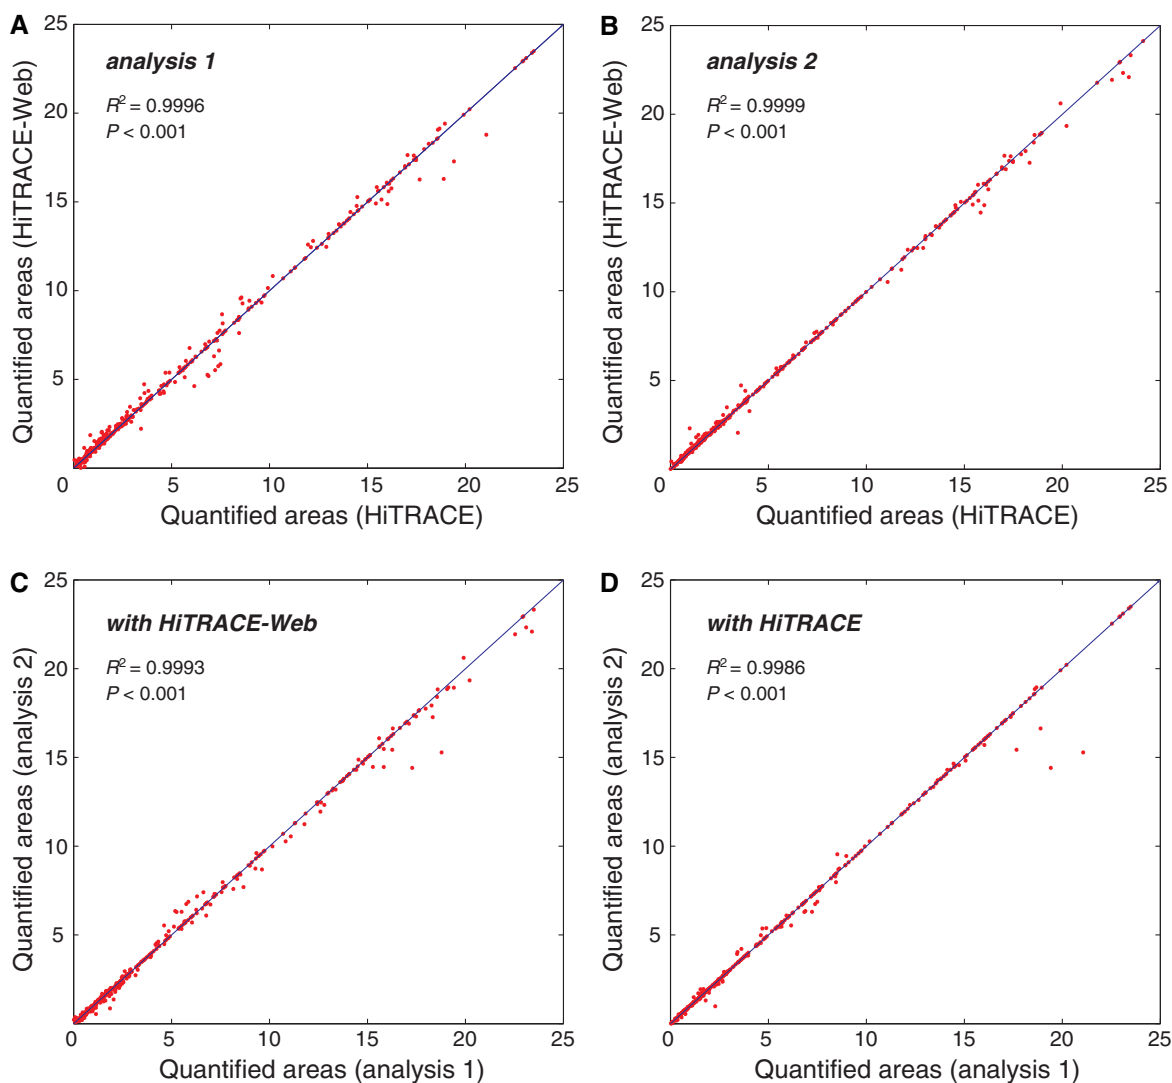 A
analysis 1
R² = 0.9996
P < 0.001
Quantified areas (HiTRACE-Web)
25
20
15
10
5
0 5 10 15 20 25
Quantified areas (HiTRACE)
B
analysis 2
R² = 0.9999
P < 0.001
Quantified areas (HiTRACE-Web)
25
20
15
10
5
0 5 10 15 20 25
Quantified areas (HiTRACE)
C
with HiTRACE-Web
R² = 0.9993
P < 0.001
Quantified areas (analysis 2)
25
20
15
10
5
0 5 10 15 20 25
Quantified areas (analysis 1)
D
with HiTRACE
R² = 0.9986
P < 0.001
Quantified areas (analysis 2)
25
20
15
10
5
0 5 10 15 20 25
Quantified areas (analysis 1)